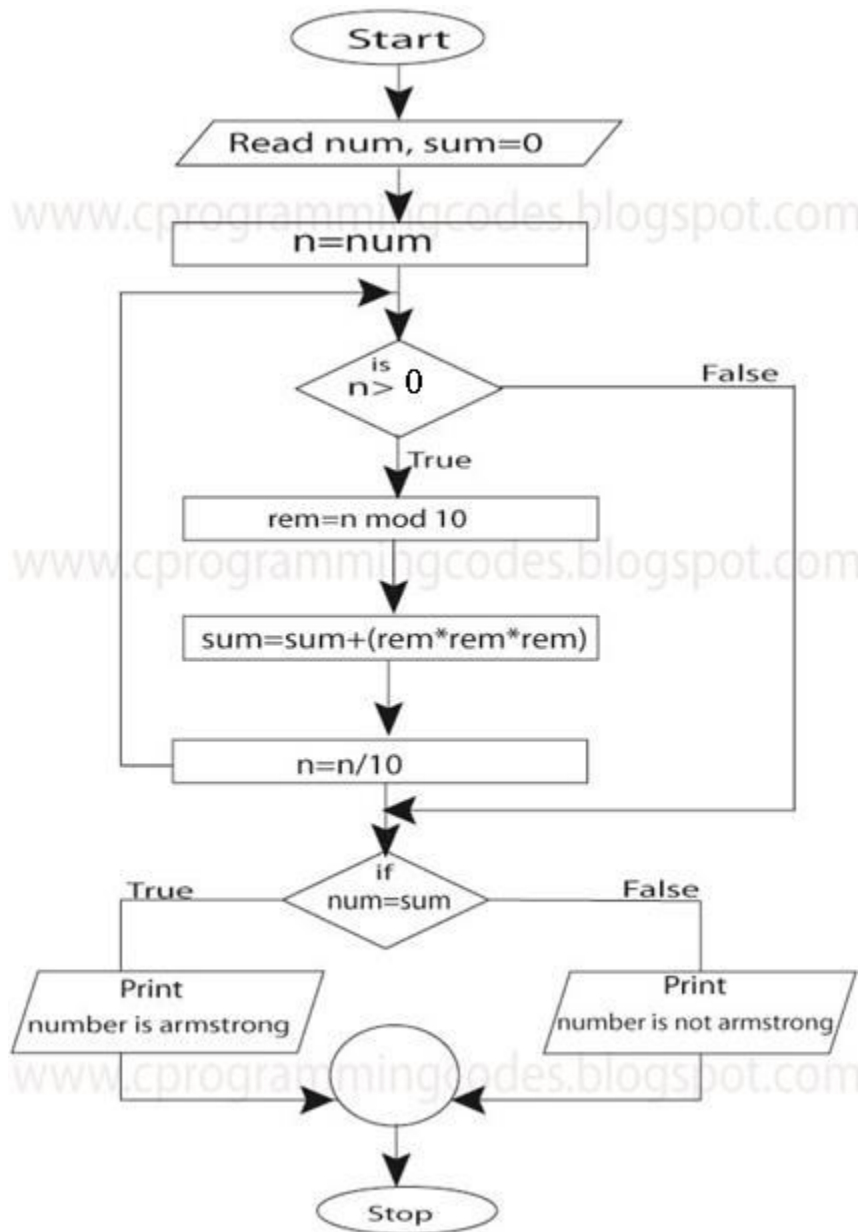 Start
Read num, sum=0
www.cprogrammingcodes.blogspot.com
n=num
is
n> 0
False
True
rem=n mod 10
www.cprogrammingcodes.blogspot.com
sum=sum+(rem*rem*rem)
n=n/10
if
num=sum
True
False
Print
number is armstrong
Print
number is not armstrong
www.cprogrammingcodes.blogspot.com
Stop